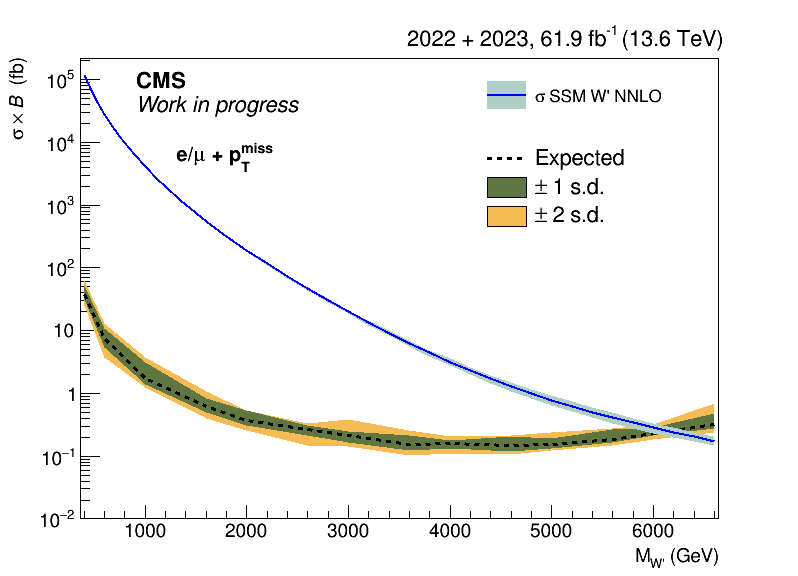 2022 + 2023, 61.9 fb⁻¹ (13.6 TeV)
σ × B (fb)
CMS
Work in progress
e/μ + p_T^miss
σ SSM W' NNLO
Expected
± 1 s.d.
± 2 s.d.
10⁵
10⁴
10³
10²
10
1
10⁻¹
10⁻²
1000 2000 3000 4000 5000 6000
M_W' (GeV)